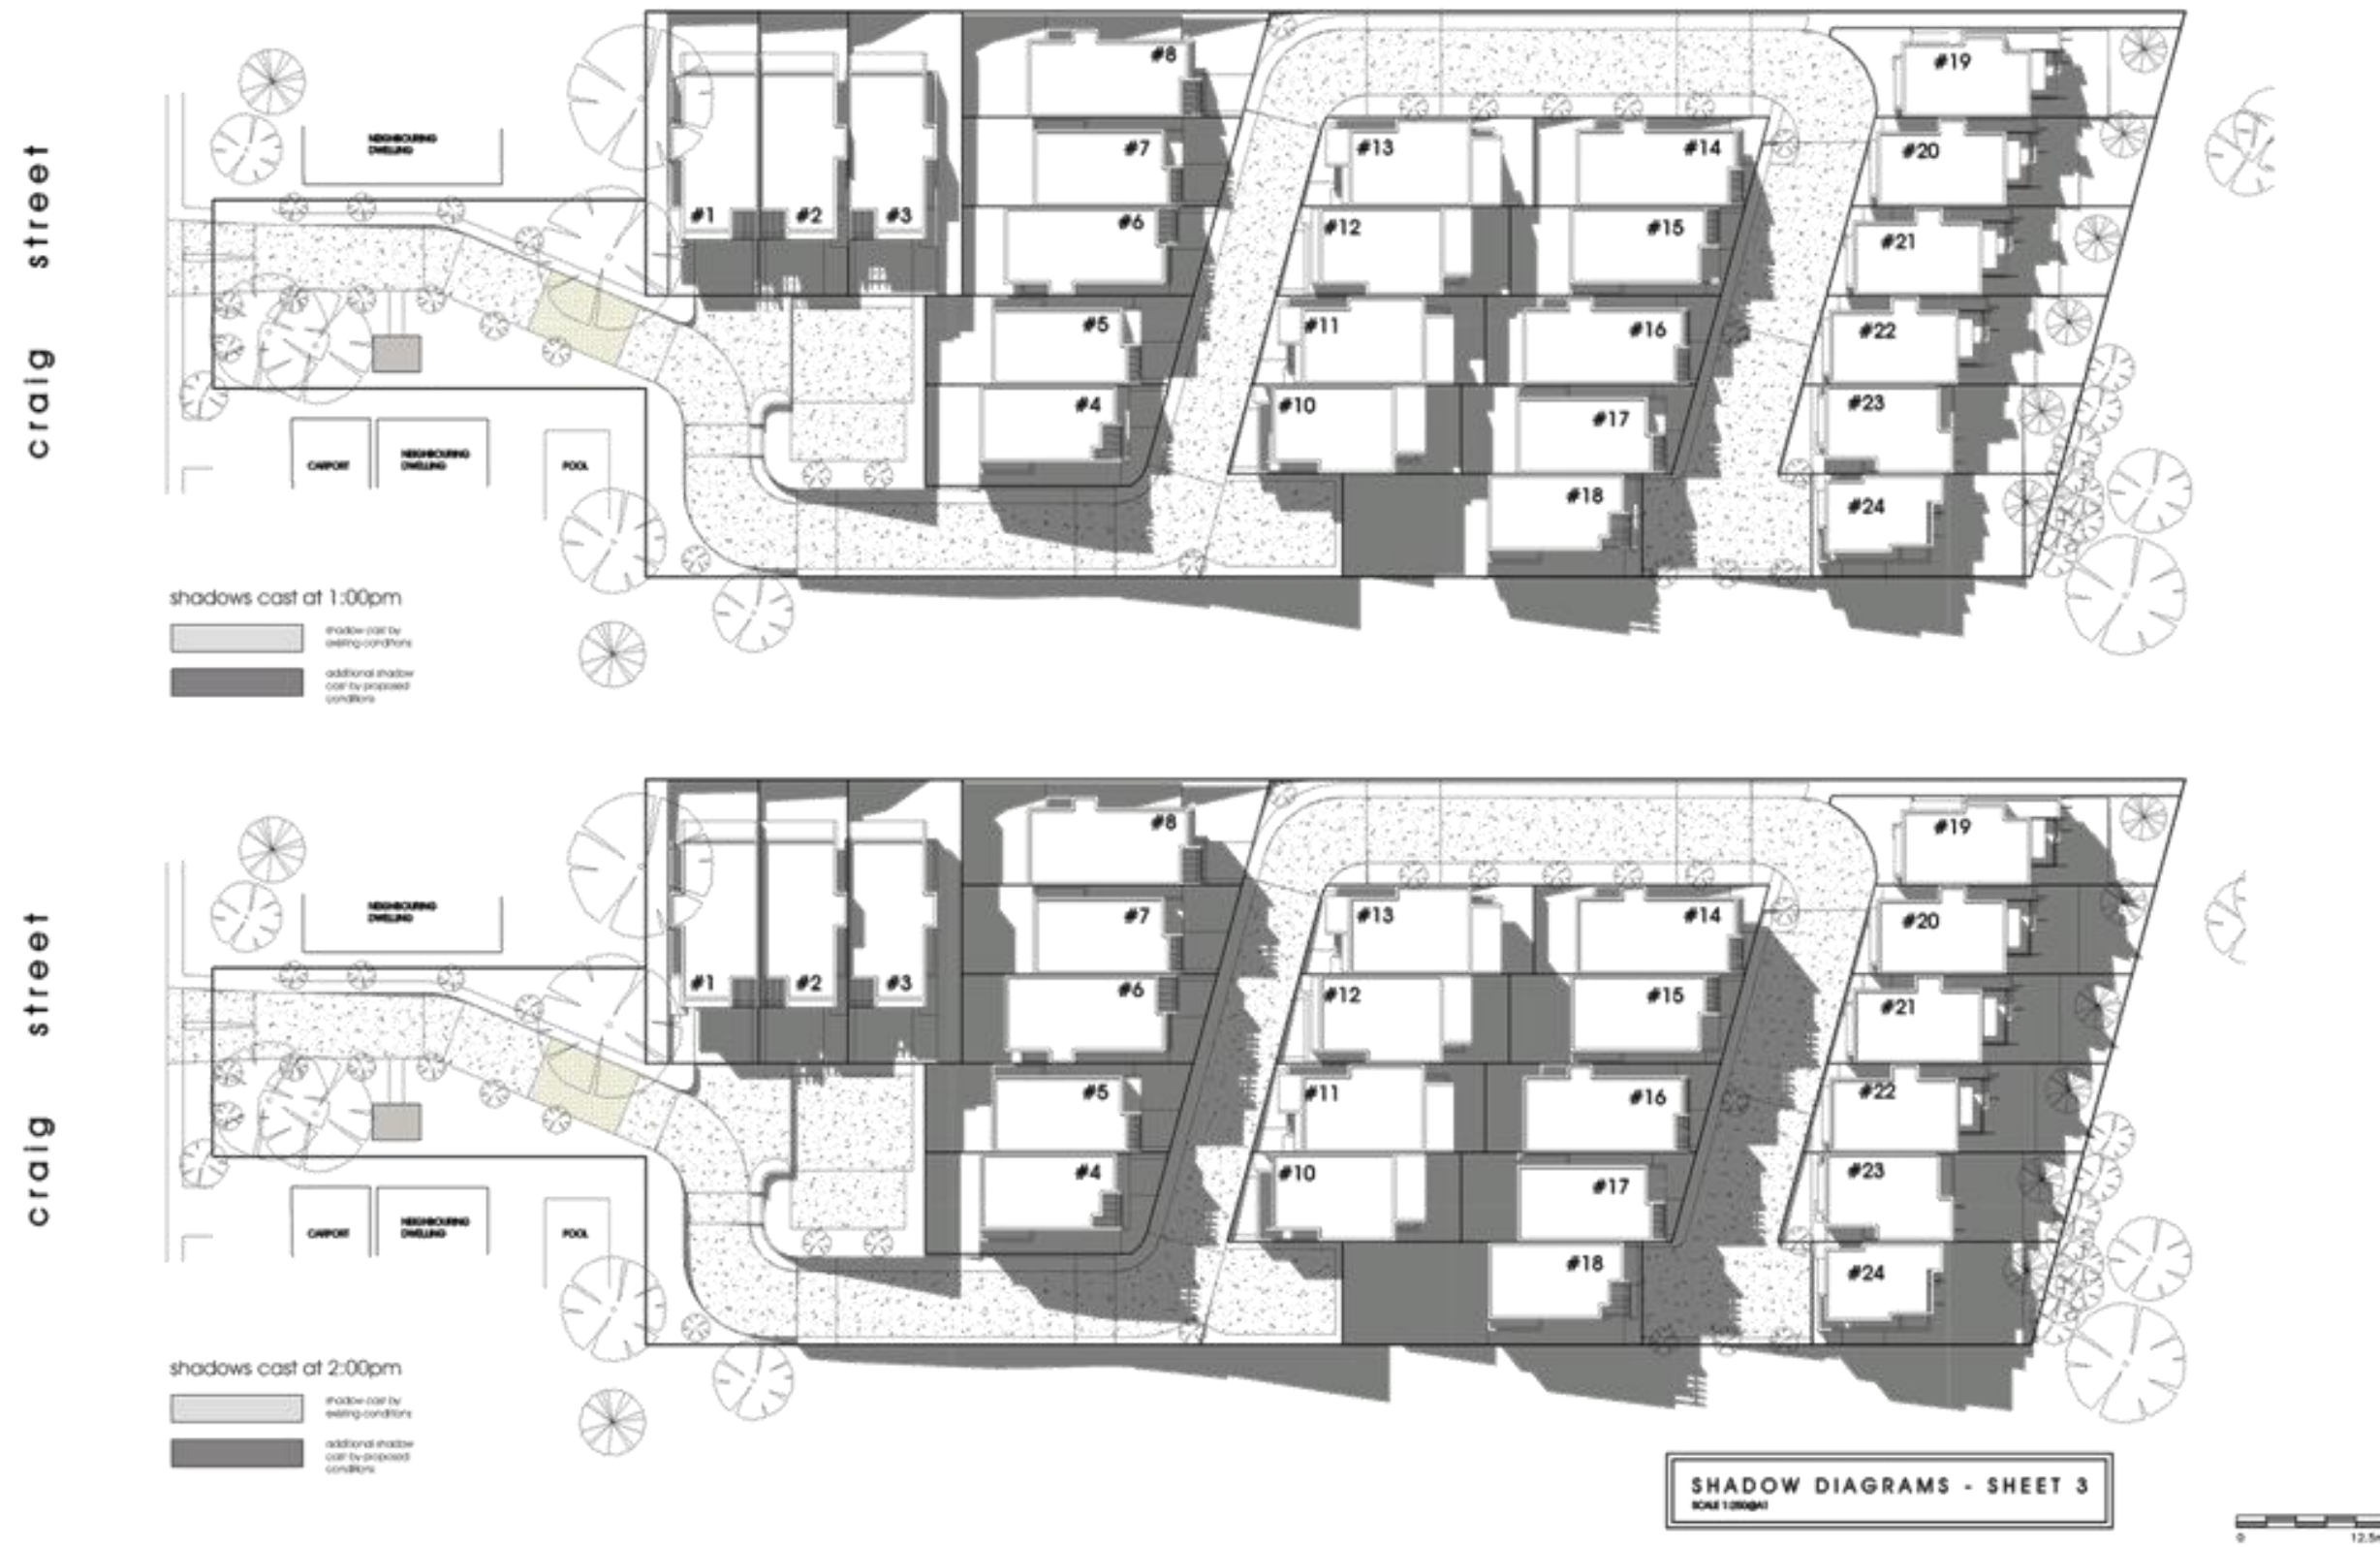 craig street
NEIGHBOURING
DWELLING
CARPORT
NEIGHBOURING
DWELLING
POOL
#1
#2
#3
#8
#7
#6
#5
#4
#13
#14
#12
#15
#11
#16
#10
#17
#18
#19
#20
#21
#22
#23
#24
shadows cast at 1:00pm
shadow cast by
existing conditions
additional shadow
cast by proposed
conditions
craig street
NEIGHBOURING
DWELLING
CARPORT
NEIGHBOURING
DWELLING
POOL
#1
#2
#3
#8
#7
#6
#5
#4
#13
#14
#12
#15
#11
#16
#10
#17
#18
#19
#20
#21
#22
#23
#24
shadows cast at 2:00pm
shadow cast by
existing conditions
additional shadow
cast by proposed
conditions
SHADOW DIAGRAMS - SHEET 3
SCALE 1:250@A1
0